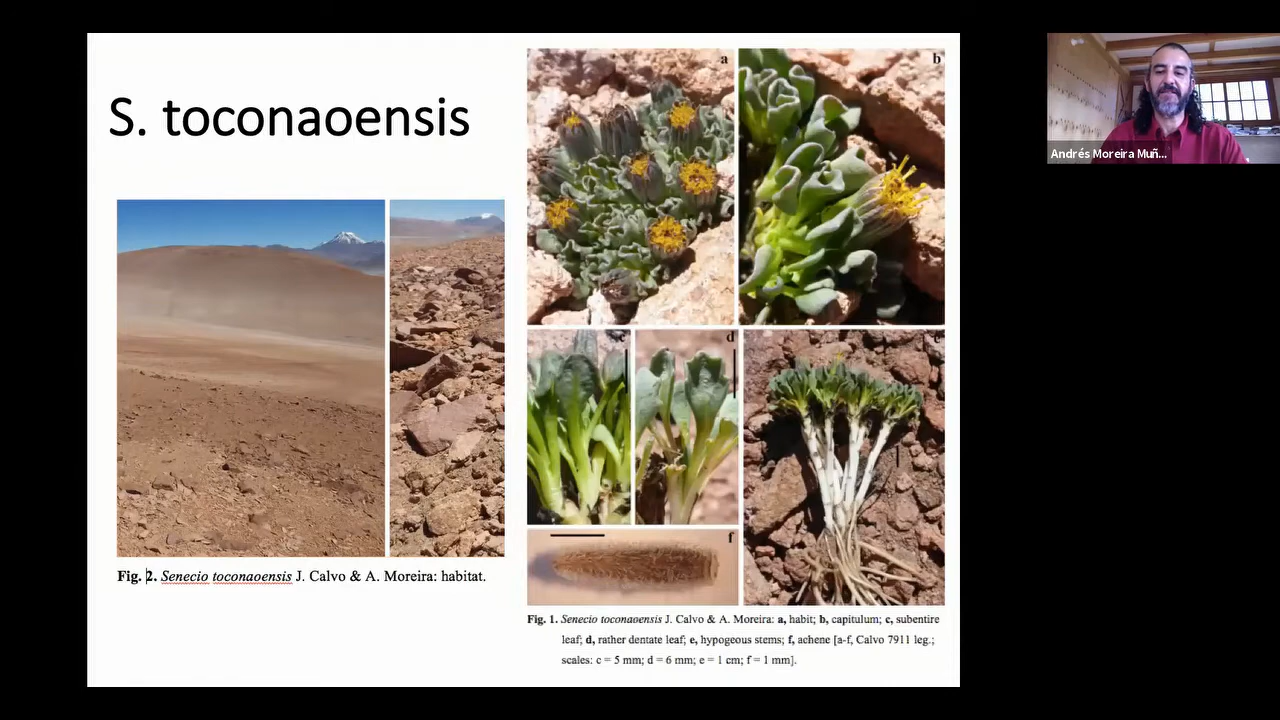 S. toconaoensis
Fig. 2. Senecio toconaoensis J. Calvo & A. Moreira: habitat.
a
b
c
d
e
f
Fig. 1. Senecio toconaoensis J. Calvo & A. Moreira: a, habit; b, capitulum; c, subentire
leaf; d, rather dentate leaf; e, hypogeous stems; f, achene [a-f, Calvo 7911 leg.;
scales: c = 5 mm; d = 6 mm; e = 1 cm; f = 1 mm].
Andrés Moreira Muñ...